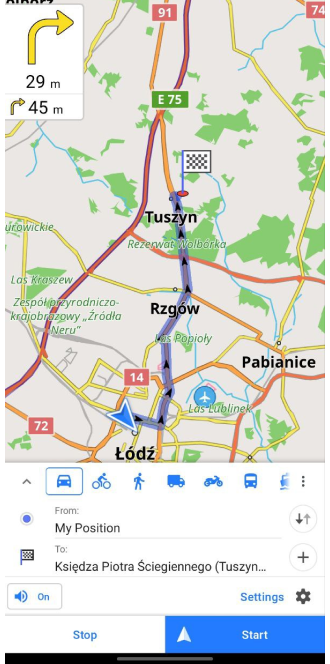 91
74
29 m
45 m
E 75
Tuszyn
Rezerwat Wolbórka
urowickie
Las Kraszew
Zespół przyrodniczo-
krajobrazowy „Źródła
Neru”
Rzgów
Las Popioły
Pabianice
14
Las Lublinek
72
Łódź
From:
My Position
To:
Księdza Piotra Ściegiennego (Tuszyn...
On
Settings
Stop
Start